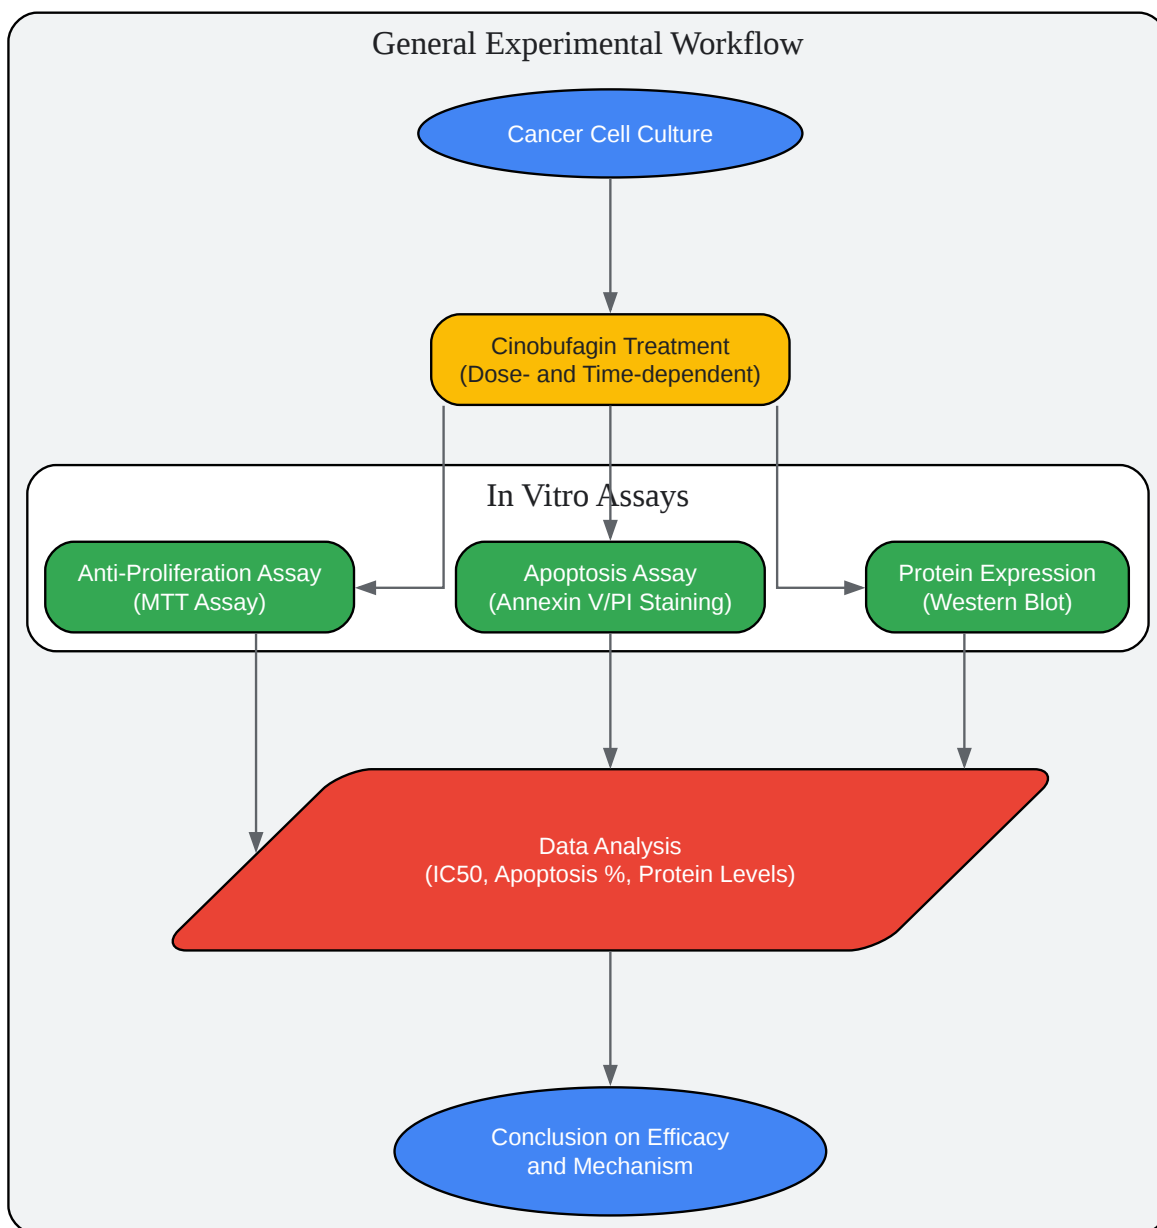 General Experimental Workflow
Cancer Cell Culture
Cinobufagin Treatment
(Dose- and Time-dependent)
In Vitro Assays
Anti-Proliferation Assay
(MTT Assay)
Apoptosis Assay
(Annexin V/PI Staining)
Protein Expression
(Western Blot)
Data Analysis
(IC50, Apoptosis %, Protein Levels)
Conclusion on Efficacy
and Mechanism